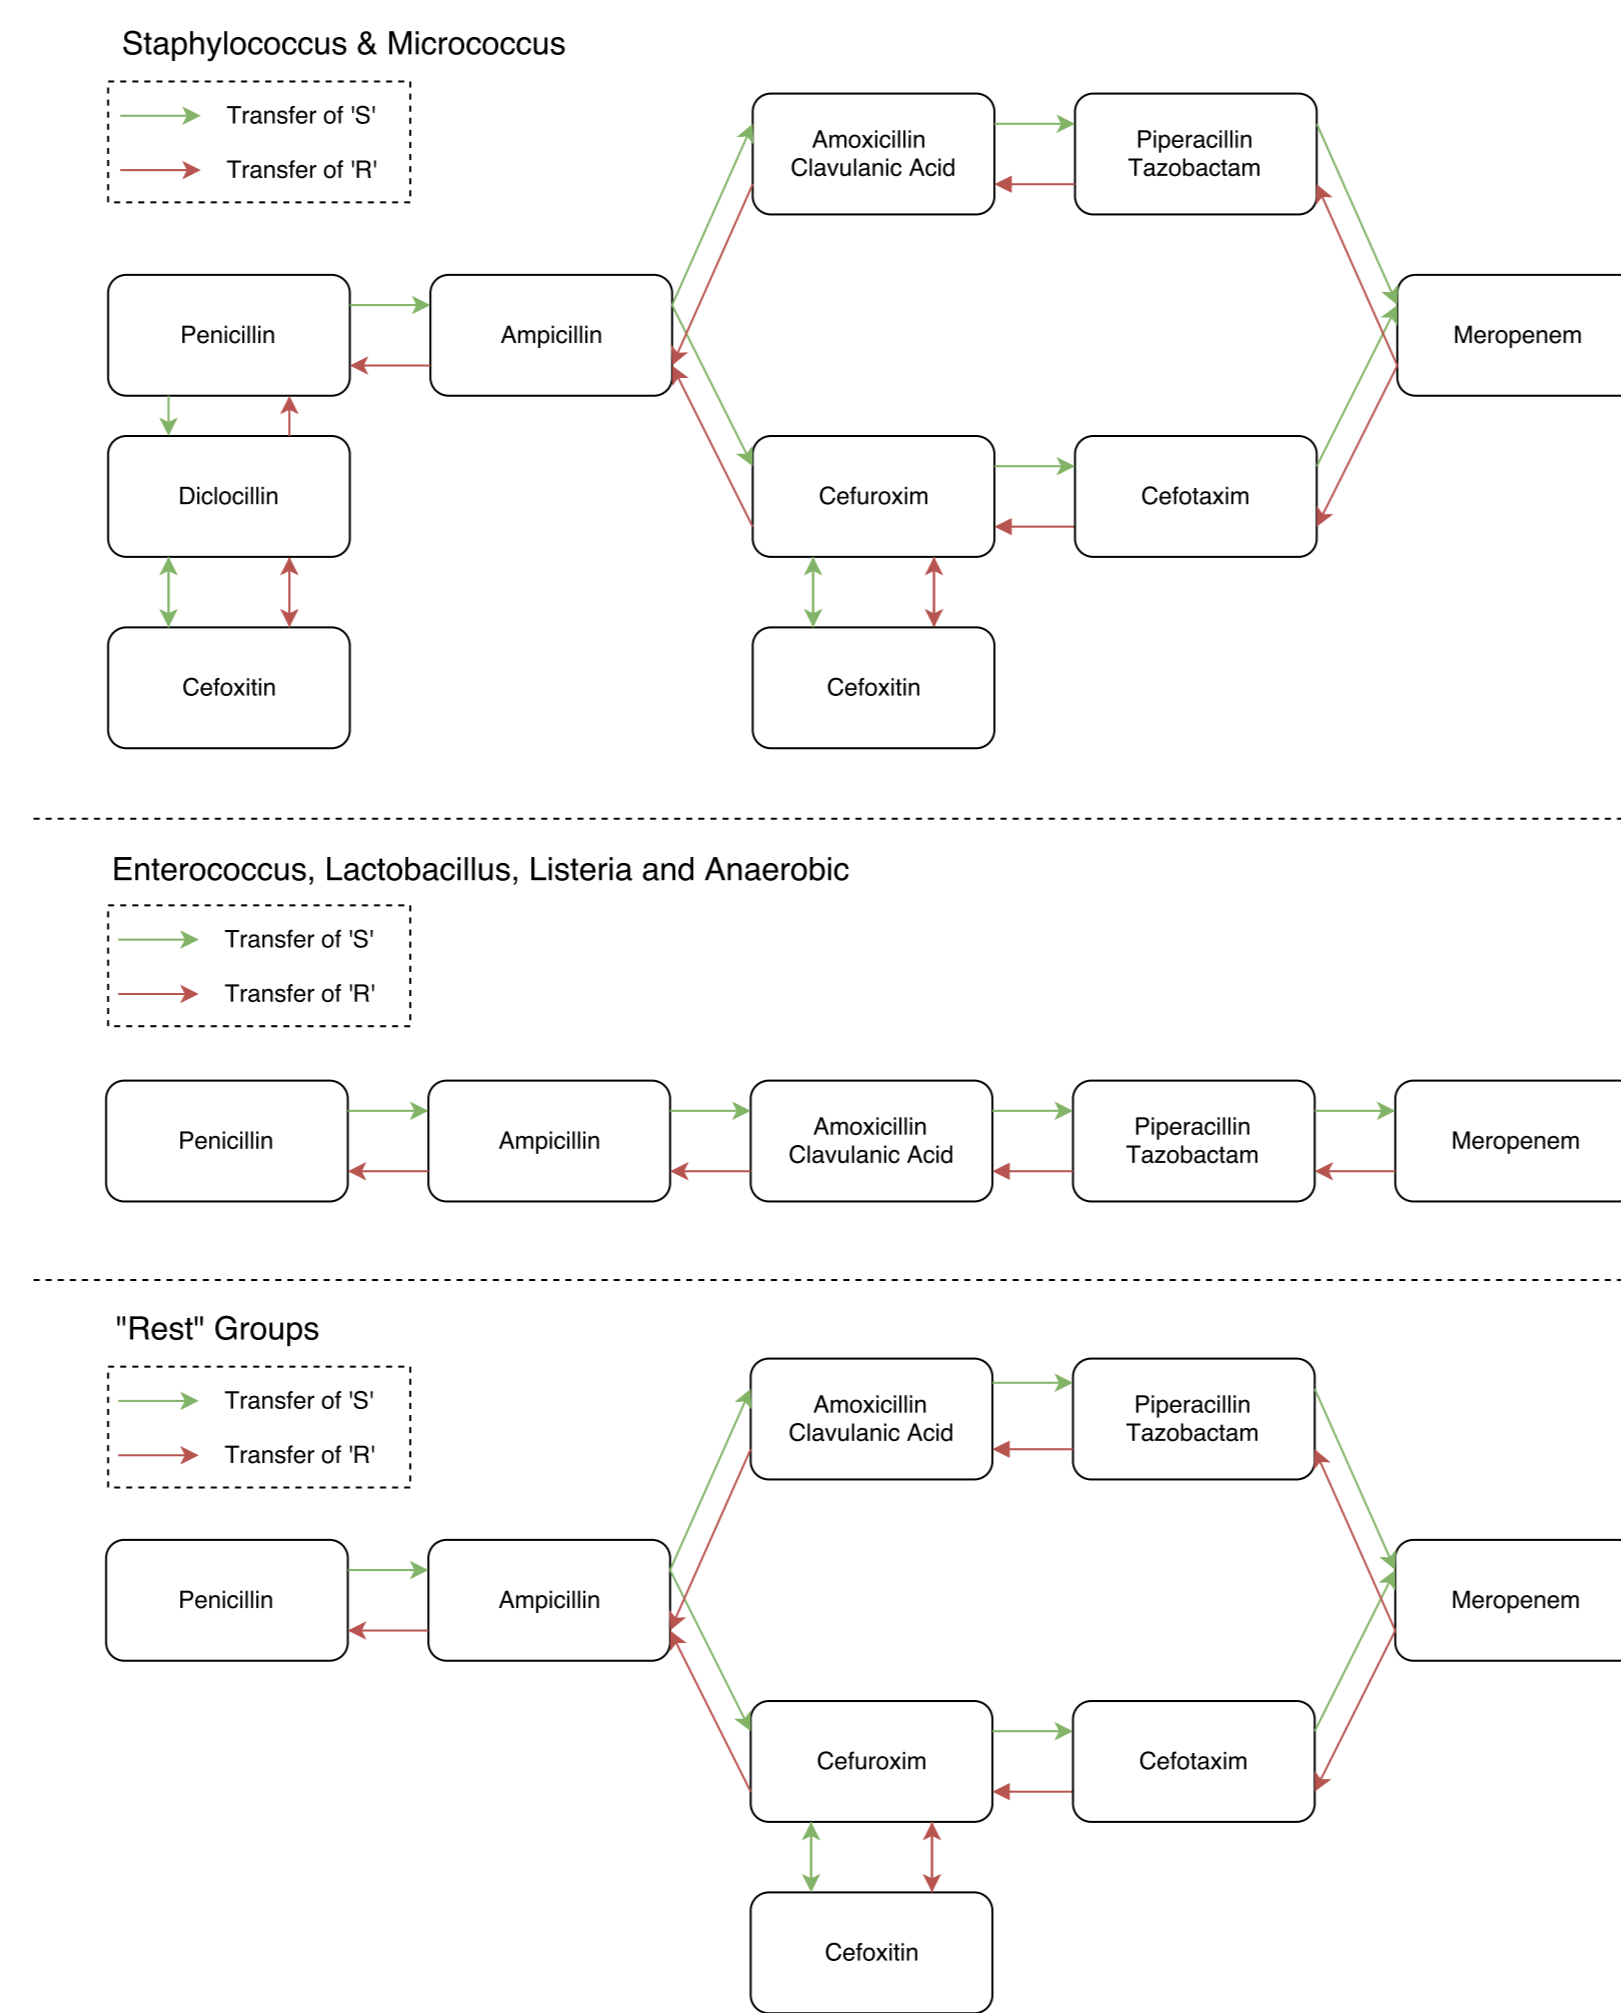 Staphylococcus & Micrococcus
Transfer of 'S'
Transfer of 'R'
Amoxicillin
Clavulanic Acid
Piperacillin
Tazobactam
Penicillin
Ampicillin
Meropenem
Diclocillin
Cefuroxim
Cefotaxim
Cefoxitin
Cefoxitin
Enterococcus, Lactobacillus, Listeria and Anaerobic
Transfer of 'S'
Transfer of 'R'
Penicillin
Ampicillin
Amoxicillin
Clavulanic Acid
Piperacillin
Tazobactam
Meropenem
"Rest" Groups
Transfer of 'S'
Transfer of 'R'
Amoxicillin
Clavulanic Acid
Piperacillin
Tazobactam
Penicillin
Ampicillin
Meropenem
Cefuroxim
Cefotaxim
Cefoxitin